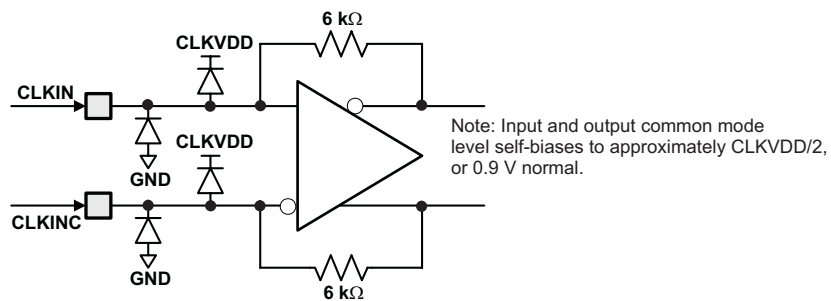 6 kΩ
CLKVDD
CLKIN
CLKVDD
GND
Note: Input and output common mode
level self-biases to approximately CLKVDD/2,
or 0.9 V normal.
CLKINC
GND
6 kΩ